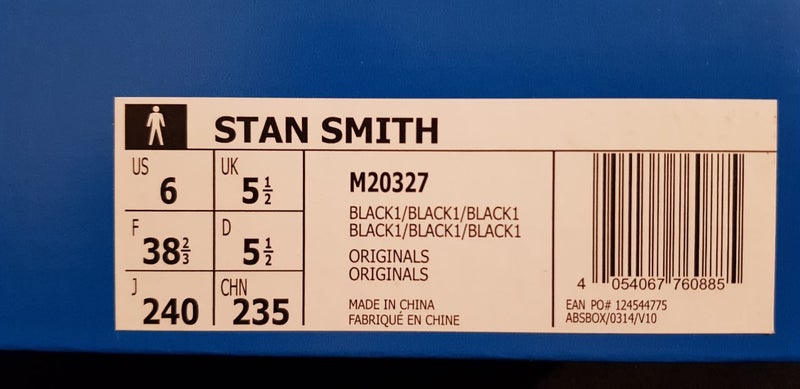 STAN SMITH
US 6 UK 5 1/2
F 38 2/3 D 5 1/2
J 240 CHN 235
M20327
BLACK1/BLACK1/BLACK1
BLACK1/BLACK1/BLACK1
ORIGINALS
ORIGINALS
MADE IN CHINA
FABRIQUÉ EN CHINE
4 054067 760885
EAN PO# 124544775
ABSBOX/0314/V10